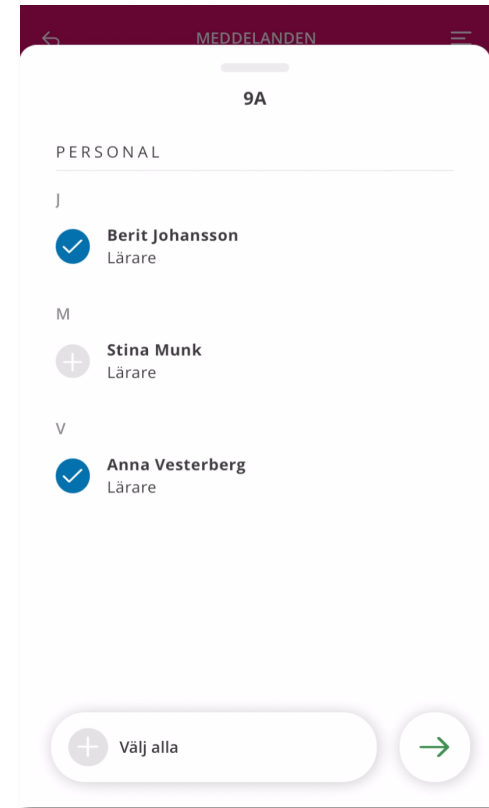 MEDDELANDEN
9A
PERSONAL
J
Berit Johansson
Lärare
M
Stina Munk
Lärare
V
Anna Vesterberg
Lärare
Välj alla